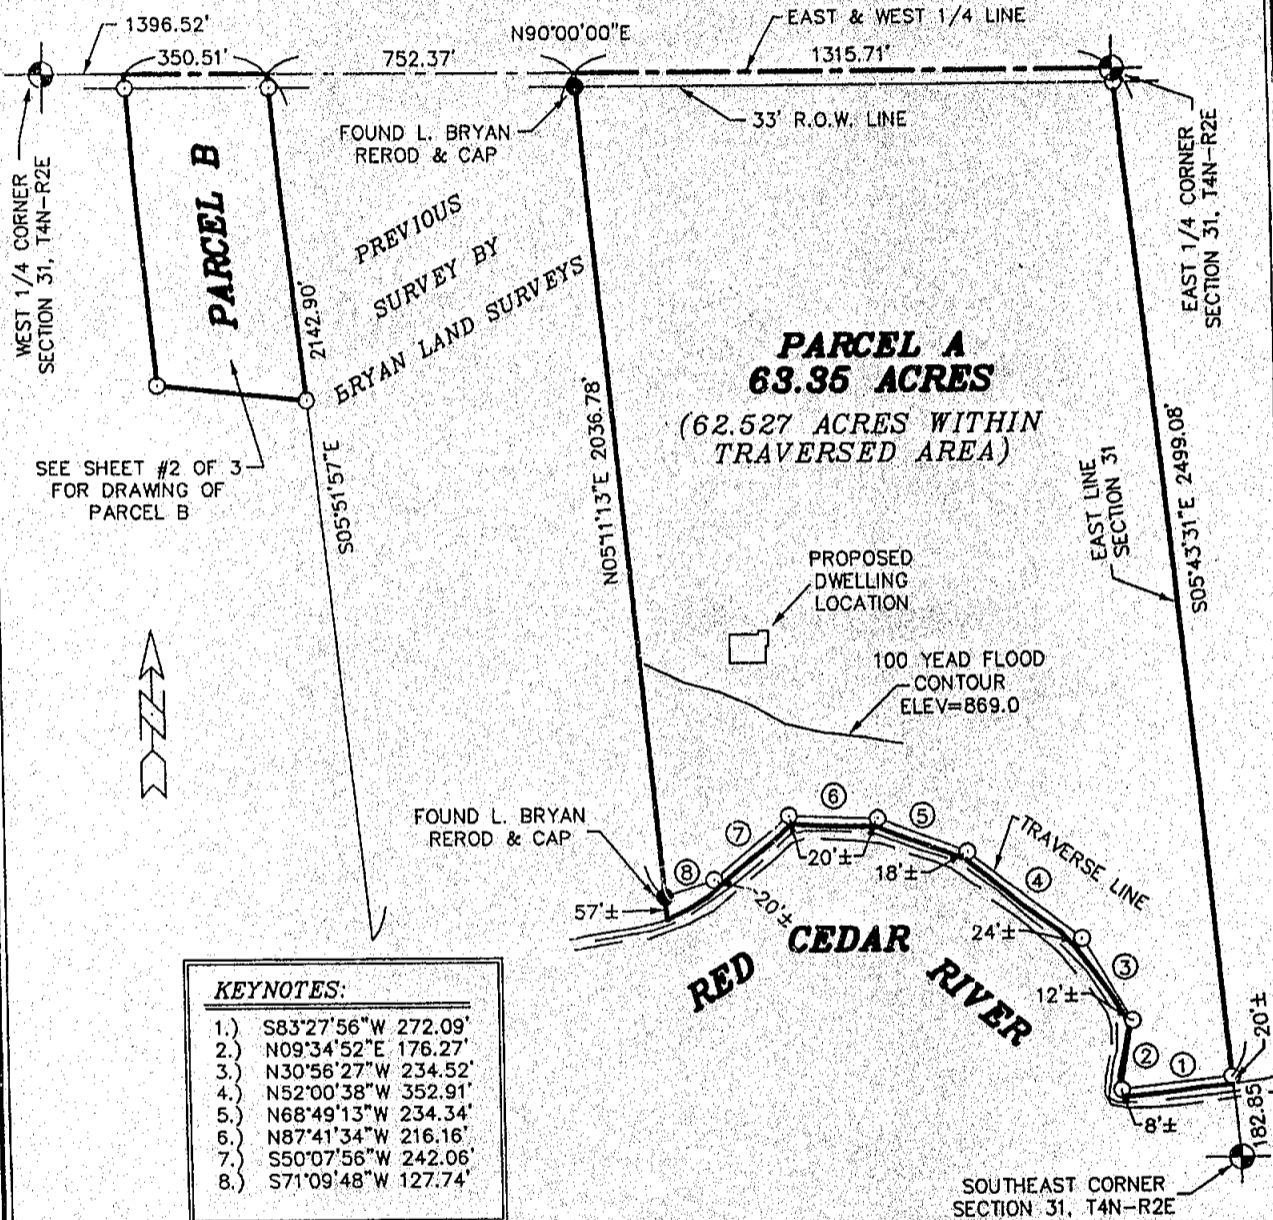 1396.52'
350.51'
752.37'
N90°00'00"E
EAST & WEST 1/4 LINE
1315.71'
33' R.O.W. LINE
FOUND L. BRYAN
REROD & CAP
WEST 1/4 CORNER
SECTION 31, T4N-R2E
PARCEL B
2142.90'
S05°51'57"E
PREVIOUS
SURVEY BY
BRYAN LAND SURVEYS
EAST 1/4 CORNER
SECTION 31, T4N-R2E
PARCEL A
63.35 ACRES
(62.527 ACRES WITHIN
TRAVERSED AREA)
N05°11'13"E 2036.78'
EAST LINE
SECTION 31
S05°43'31"E 2499.08'
SEE SHEET #2 OF 3
FOR DRAWING OF
PARCEL B
PROPOSED
DWELLING
LOCATION
100 YEAD FLOOD
CONTOUR
ELEV=869.0
FOUND L. BRYAN
REROD & CAP
57'±
8
7
20'±
6
20'±
5
18'±
TRAVERSE LINE
4
24'±
3
12'±
2
1
8'±
20'±
182.85'
RED CEDAR RIVER
SOUTHEAST CORNER
SECTION 31, T4N-R2E
N
KEYNOTES:
1.) S83°27'56"W 272.09'
2.) N09°34'52"E 176.27'
3.) N30°56'27"W 234.52'
4.) N52°00'38"W 352.91'
5.) N68°49'13"W 234.34'
6.) N87°41'34"W 216.16'
7.) S50°07'56"W 242.06'
8.) S71°09'48"W 127.74'